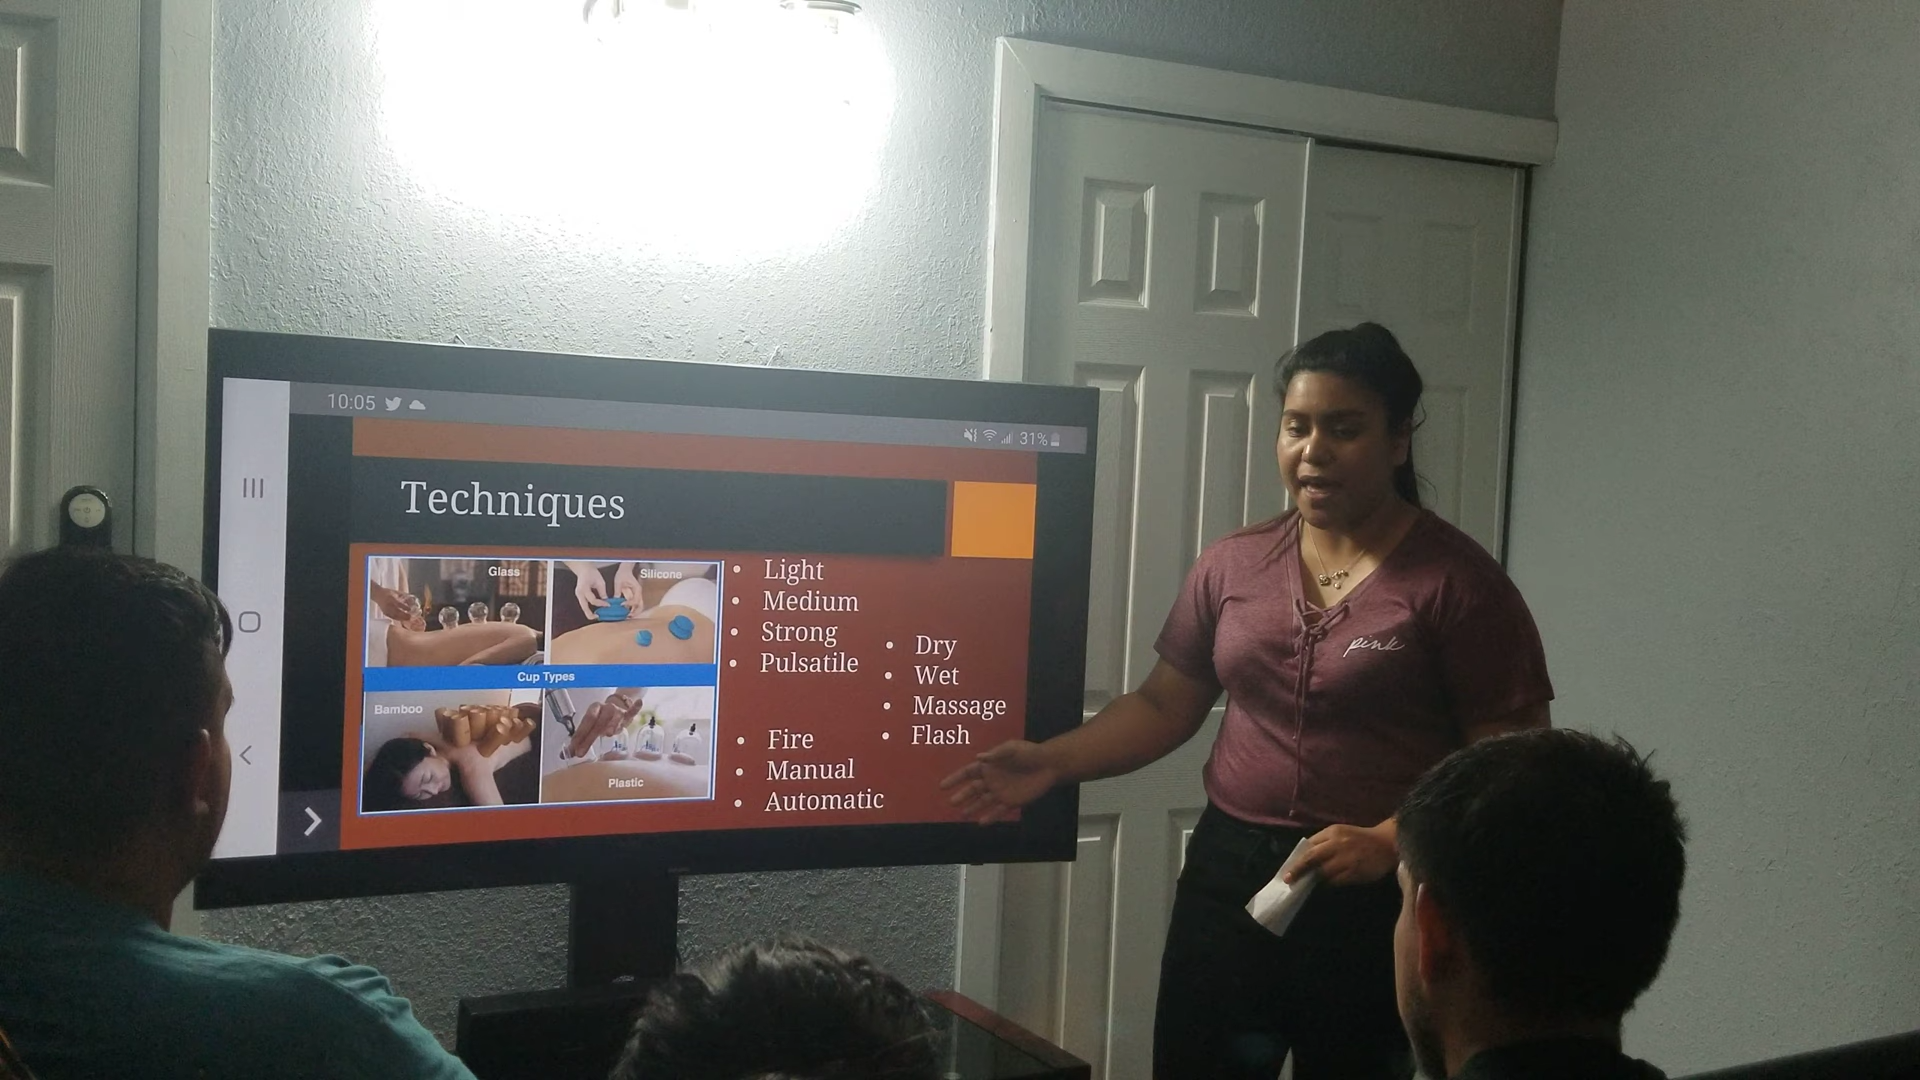 10:05
31%
Techniques
Glass
Silicone
Cup Types
Bamboo
Plastic
• Light
• Medium
• Strong
• Pulsatile
• Fire
• Manual
• Automatic
• Dry
• Wet
• Massage
• Flash
pink